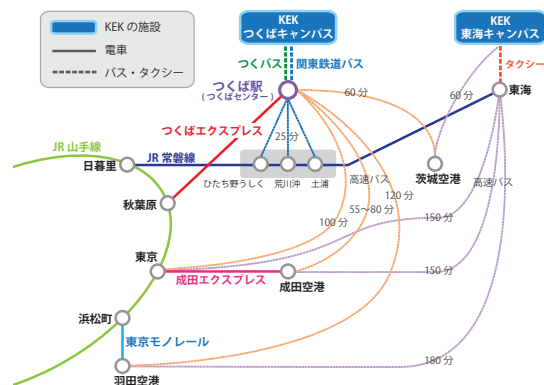 KEK の施設
電車
バス・タクシー
KEK
つくばキャンパス
KEK
東海キャンパス
つくバス
関東鉄道バス
タクシー
つくば駅
(つくばセンター)
東海
60 分
60 分
つくばエクスプレス
25分
JR 山手線
JR 常磐線
日暮里
ひたち野うしく
荒川沖
土浦
高速バス
茨城空港
高速バス
秋葉原
120 分
100 分
55～80 分
150 分
東京
成田エクスプレス
成田空港
150 分
浜松町
東京モノレール
180 分
羽田空港